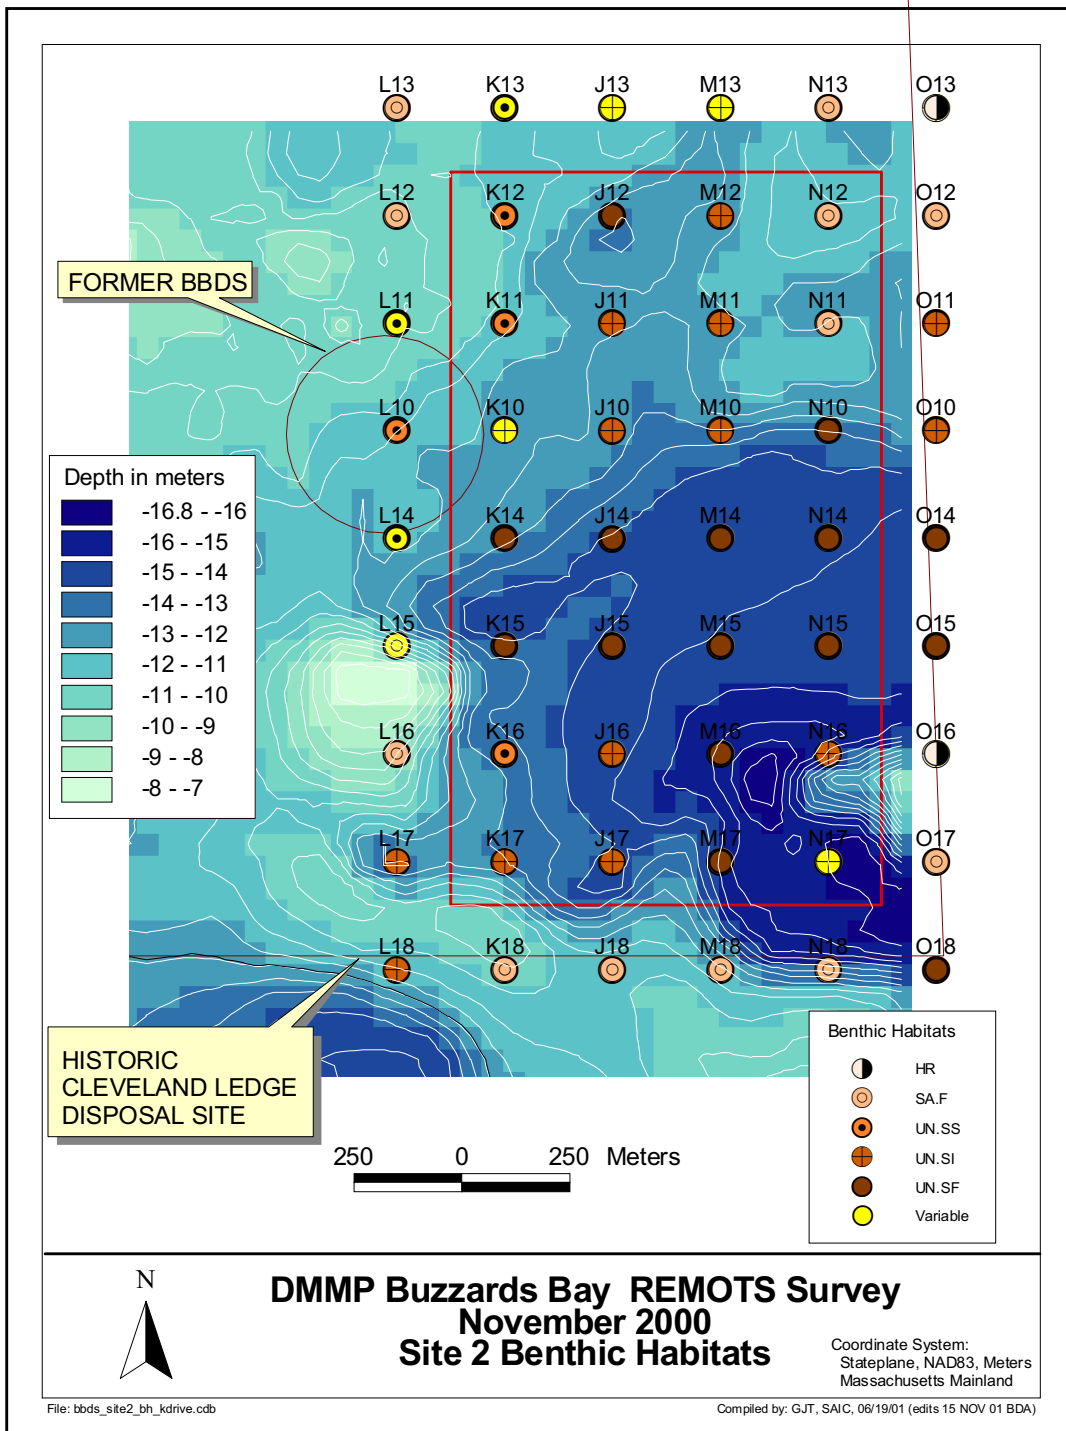 L13 K13 J13 M13 N13 O13
L12 K12 J12 M12 N12 O12
FORMER BBDS
L11 K11 J11 M11 N11 O11
L10 K10 J10 M10 N10 O10
Depth in meters
-16.8 - -16
-16 - -15
-15 - -14
-14 - -13
-13 - -12
-12 - -11
-11 - -10
-10 - -9
-9 - -8
-8 - -7
L14 K14 J14 M14 N14 O14
L15 K15 J15 M15 N15 O15
L16 K16 J16 M16 N16 O16
L17 K17 J17 M17 N17 O17
L18 K18 J18 M18 N18 O18
HISTORIC
CLEVELAND LEDGE
DISPOSAL SITE
Benthic Habitats
HR
SA.F
UN.SS
UN.SI
UN.SF
Variable
250 0 250 Meters
N
DMMP Buzzards Bay REMOTS Survey
November 2000
Site 2 Benthic Habitats
Coordinate System:
Stateplane, NAD83, Meters
Massachusetts Mainland
File: bbds_site2_bh_kdrive.cdb
Compiled by: GJT, SAIC, 06/19/01 (edits 15 NOV 01 BDA)